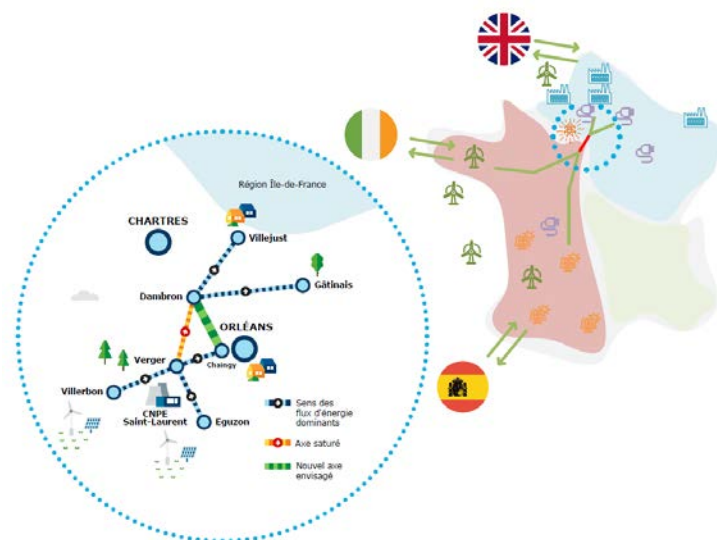 Région Île-de-France
CHARTRES
Villejust
Gâtinais
Dambron
ORLÉANS
Verger
Chaingy
Villerbon
CNPE
Saint-Laurent
Eguzon
Sens des
flux d'énergie
dominants
Axe saturé
Nouvel axe
envisagé